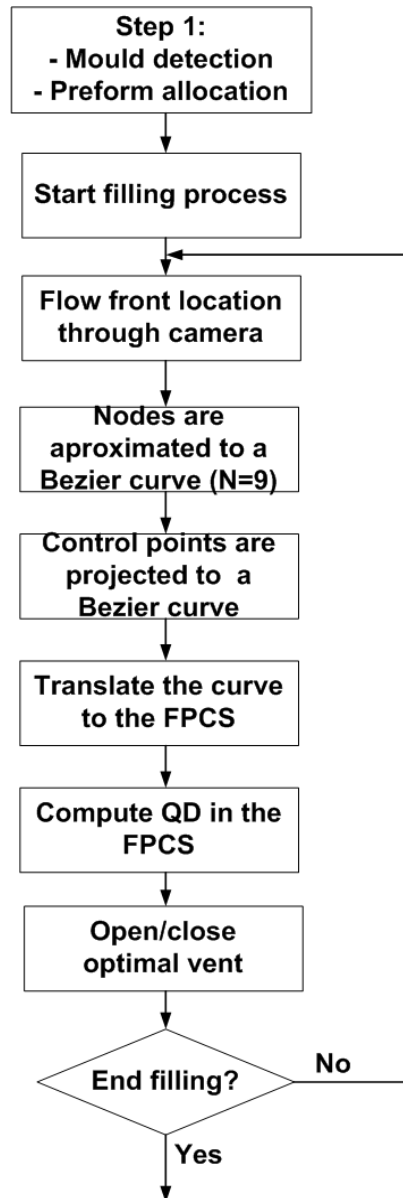 Step 1:
- Mould detection
- Preform allocation
Start filling process
Flow front location
through camera
Nodes are
aproximated to a
Bezier curve (N=9)
Control points are
projected to a
Bezier curve
Translate the curve
to the FPCS
Compute QD in the
FPCS
Open/close
optimal vent
End filling?
No
Yes